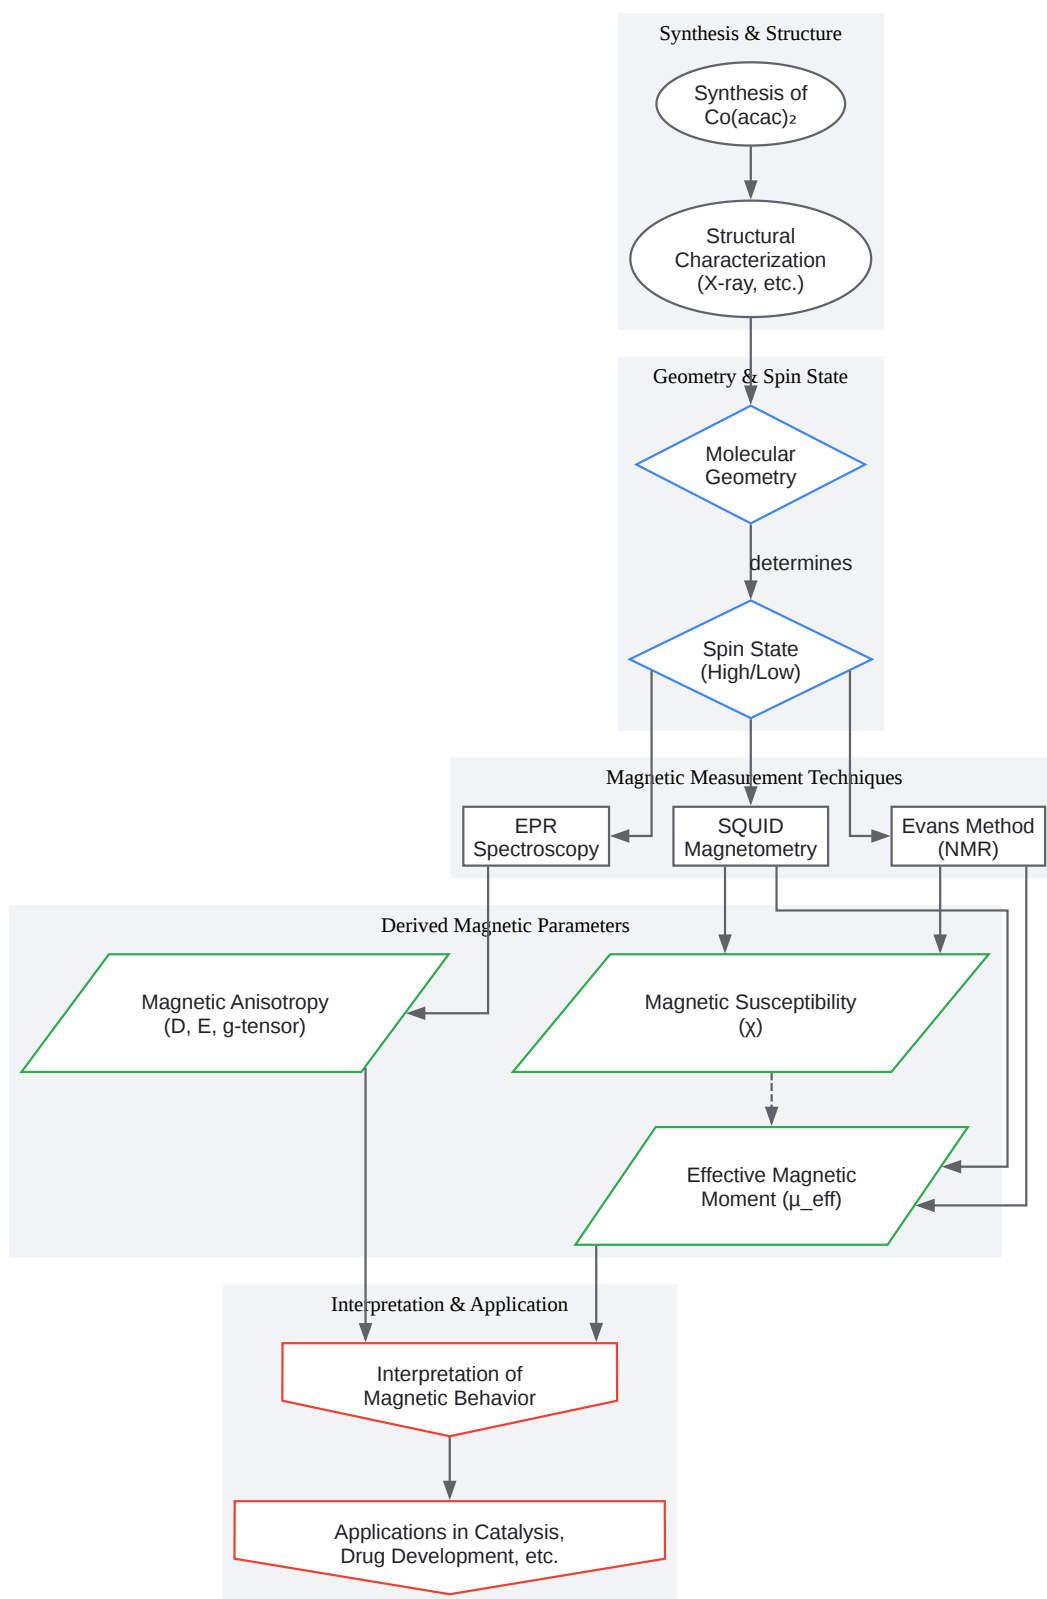 Synthesis & Structure
Synthesis of
Co(acac)₂
Structural
Characterization
(X-ray, etc.)
Geometry & Spin State
Molecular
Geometry
determines
Spin State
(High/Low)
Magnetic Measurement Techniques
EPR
Spectroscopy
SQUID
Magnetometry
Evans Method
(NMR)
Derived Magnetic Parameters
Magnetic Anisotropy
(D, E, g-tensor)
Magnetic Susceptibility
(χ)
Effective Magnetic
Moment (μ_eff)
Interpretation & Application
Interpretation of
Magnetic Behavior
Applications in Catalysis,
Drug Development, etc.